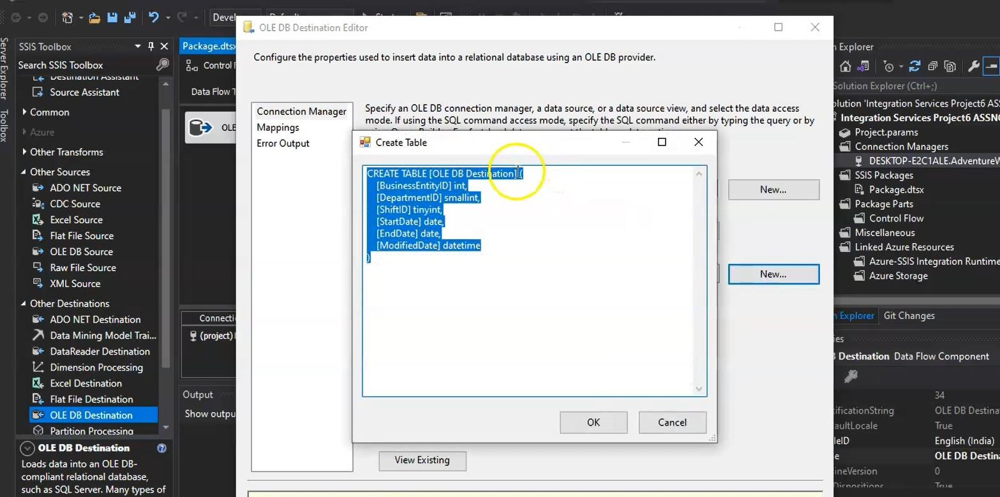 Devel
OLE DB Destination Editor
SSIS Toolbox
Search SSIS Toolbox
Server Explorer
Toolbox
Destination Assistant
Source Assistant
Common
Azure
Other Transforms
Other Sources
ADO NET Source
CDC Source
Excel Source
Flat File Source
OLE DB Source
Raw File Source
XML Source
Other Destinations
ADO NET Destination
Data Mining Model Trai...
DataReader Destination
Dimension Processing
Excel Destination
Flat File Destination
OLE DB Destination
Partition Processing
OLE DB Destination
Loads data into an OLE DB-
compliant relational database,
such as SQL Server. Many types of
Package.dtsx
Control F
Data Flow T
OLE
Connecti
(project)
Output
Show outpu
Configure the properties used to insert data into a relational database using an OLE DB provider.
Connection Manager
Mappings
Error Output
Specify an OLE DB connection manager, a data source, or a data source view, and select the data access
mode. If using the SQL command access mode, specify the SQL command either by typing the query or by
Create Table
CREATE TABLE [OLE DB Destination] (
[BusinessEntityID] int,
[DepartmentID] smallint,
[ShiftID] tinyint,
[StartDate] date,
[EndDate] date,
[ModifiedDate] datetime
)
OK
Cancel
New...
New...
View Existing
n Explorer
Solution Explorer (Ctrl+;)
olution 'Integration Services Project6 ASSN
Integration Services Project6 ASSNC
Project.params
Connection Managers
DESKTOP-E2C1ALE.AdventureW
SSIS Packages
Package.dtsx
Package Parts
Control Flow
Miscellaneous
Linked Azure Resources
Azure-SSIS Integration Runtime
Azure Storage
n Explorer
Git Changes
ies
B Destination Data Flow Component
34
tificationString
OLE DB Destina
aultLocale
True
leID
English (India)
e
OLE DB Destina
ineVersion
0
Dispositions
True